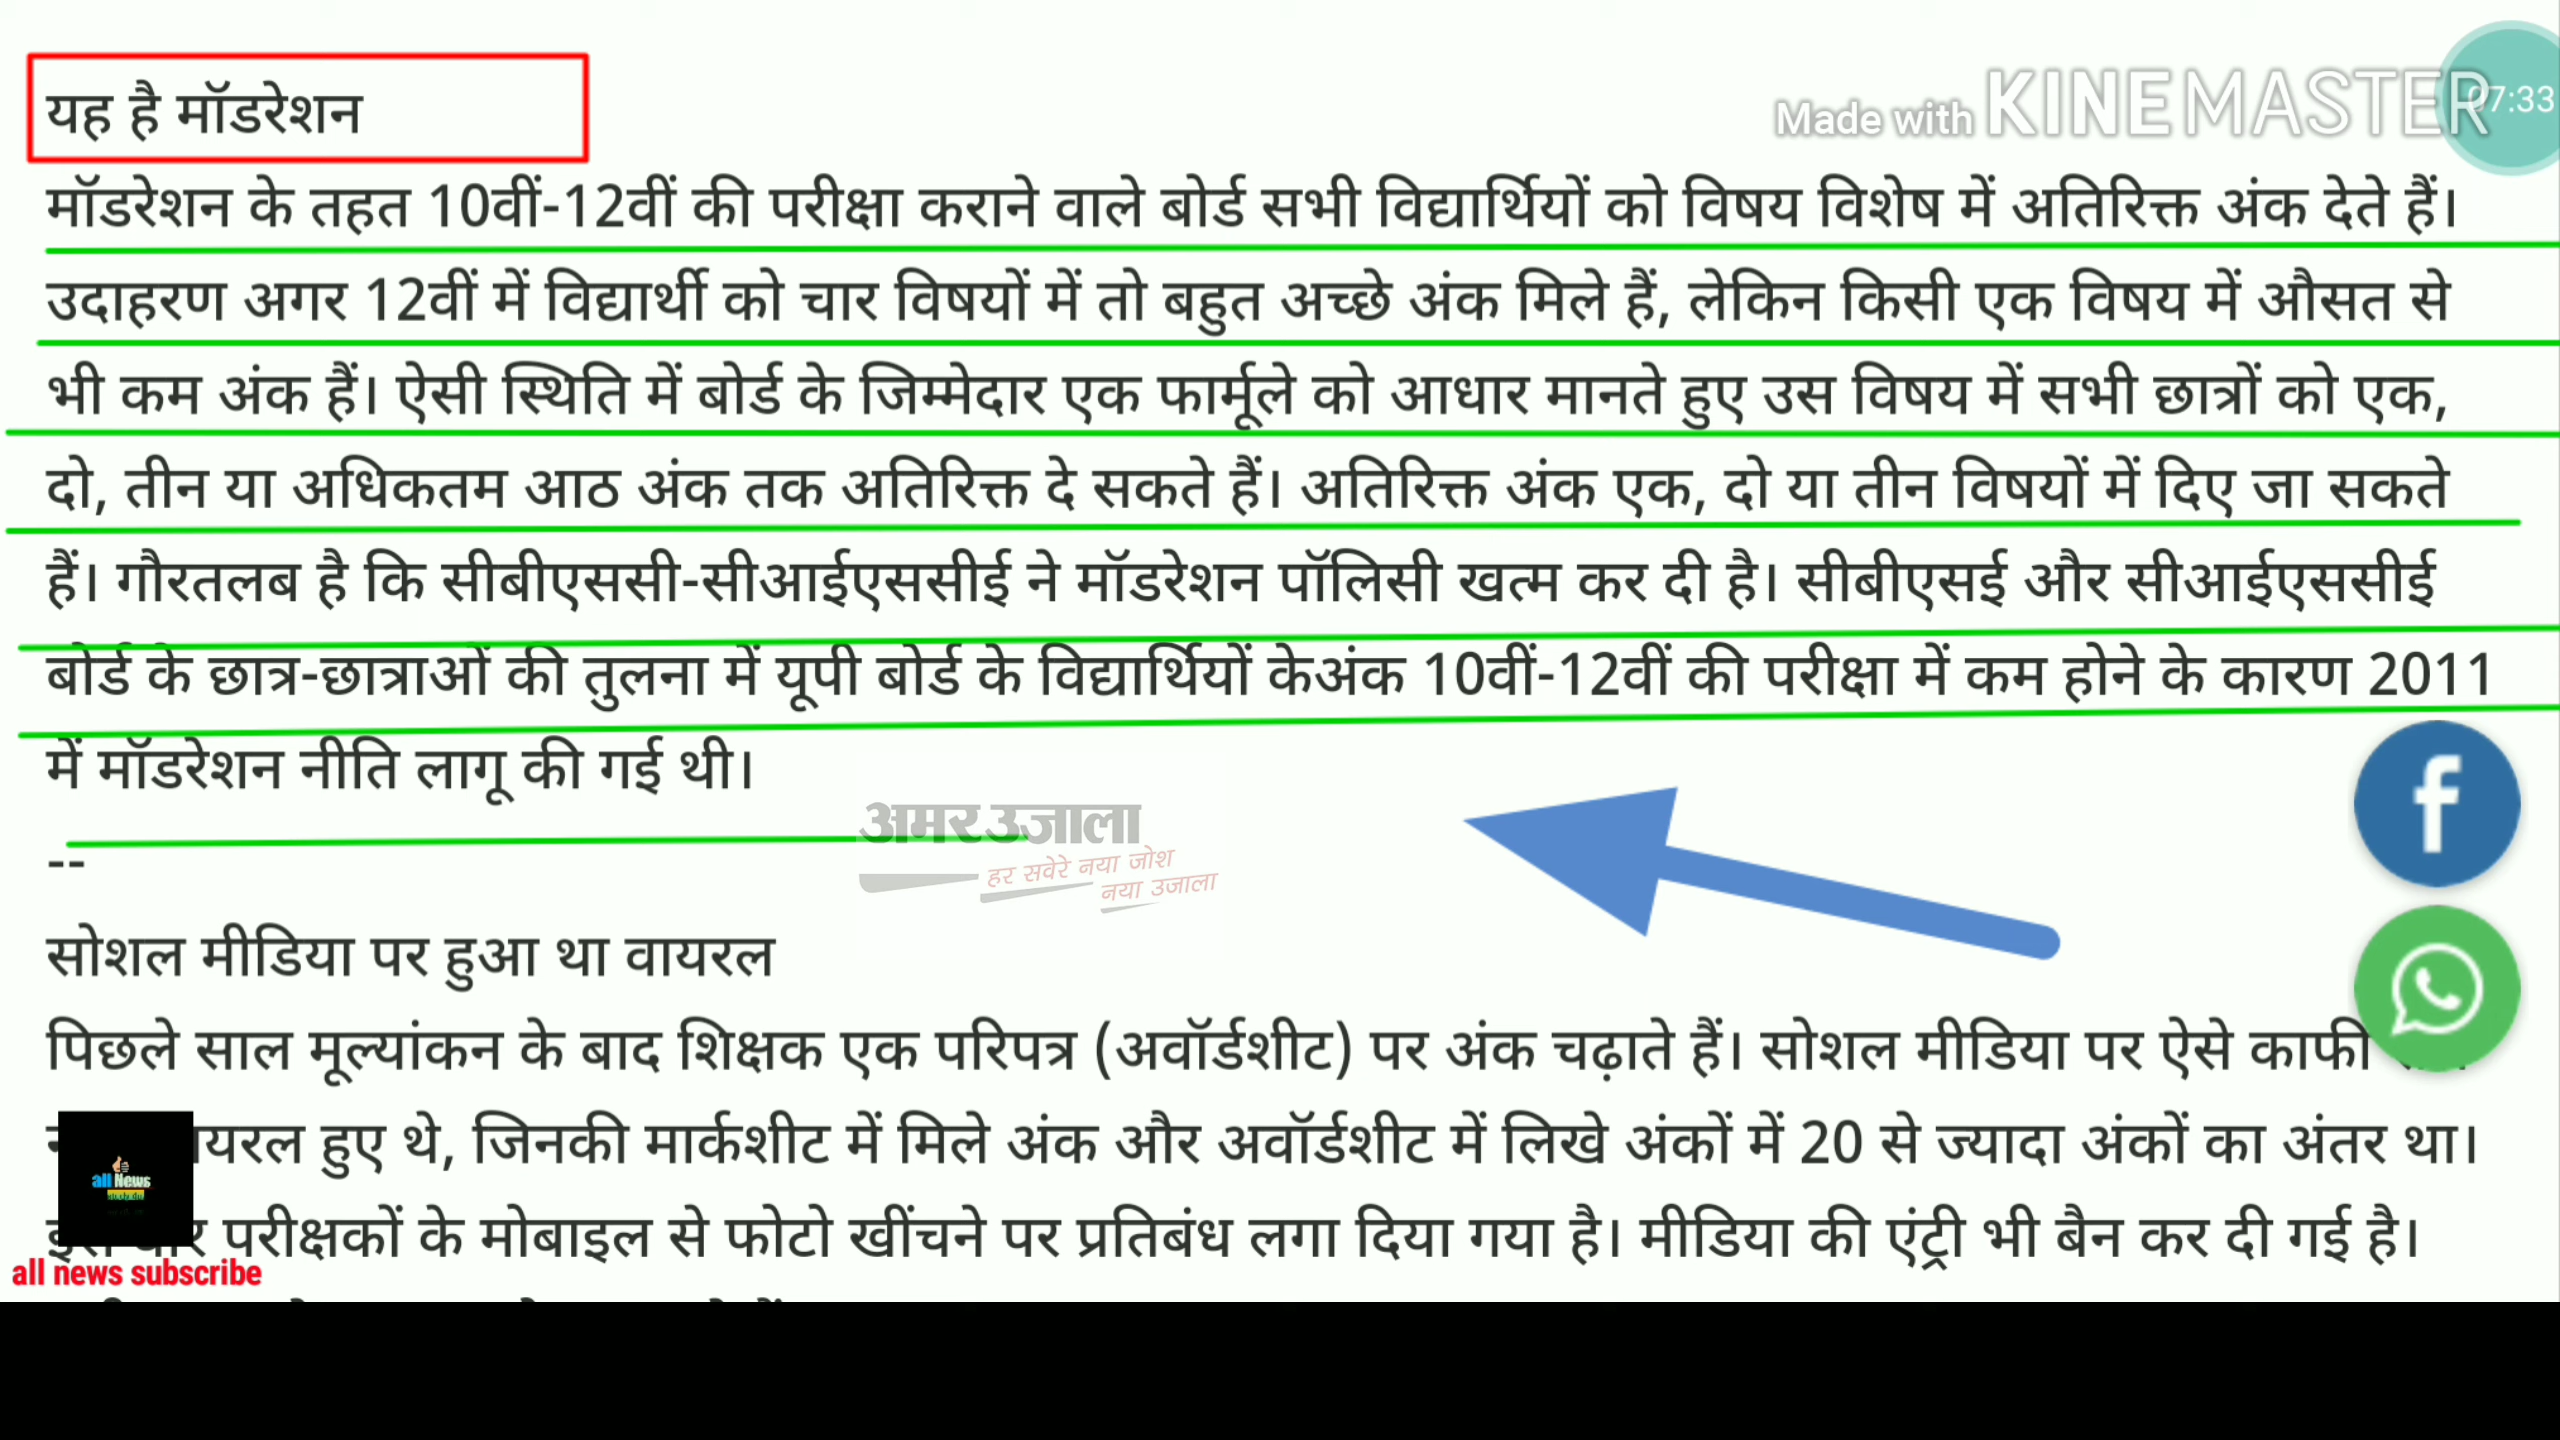 यह है मॉडरेशन
Made with KINEMASTER
07:33
मॉडरेशन के तहत 10वीं-12वीं की परीक्षा कराने वाले बोर्ड सभी विद्यार्थियों को विषय विशेष में अतिरिक्त अंक देते हैं।
उदाहरण अगर 12वीं में विद्यार्थी को चार विषयों में तो बहुत अच्छे अंक मिले हैं, लेकिन किसी एक विषय में औसत से
भी कम अंक हैं। ऐसी स्थिति में बोर्ड के जिम्मेदार एक फार्मूले को आधार मानते हुए उस विषय में सभी छात्रों को एक,
दो, तीन या अधिकतम आठ अंक तक अतिरिक्त दे सकते हैं। अतिरिक्त अंक एक, दो या तीन विषयों में दिए जा सकते
हैं। गौरतलब है कि सीबीएससी-सीआईएससीई ने मॉडरेशन पॉलिसी खत्म कर दी है। सीबीएसई और सीआईएससीई
बोर्ड के छात्र-छात्राओं की तुलना में यूपी बोर्ड के विद्यार्थियों केअंक 10वीं-12वीं की परीक्षा में कम होने के कारण 2011
में मॉडरेशन नीति लागू की गई थी।
अमर उजाला
हर सवेरे नया जोश
नया उजाला
--
सोशल मीडिया पर हुआ था वायरल
पिछले साल मूल्यांकन के बाद शिक्षक एक परिपत्र (अवॉर्डशीट) पर अंक चढ़ाते हैं। सोशल मीडिया पर ऐसे काफी
हुए थे, जिनकी मार्कशीट में मिले अंक और अवॉर्डशीट में लिखे अंकों में 20 से ज्यादा अंकों का अंतर था।
परीक्षकों के मोबाइल से फोटो खींचने पर प्रतिबंध लगा दिया गया है। मीडिया की एंट्री भी बैन कर दी गई है।
all News
all news subscribe